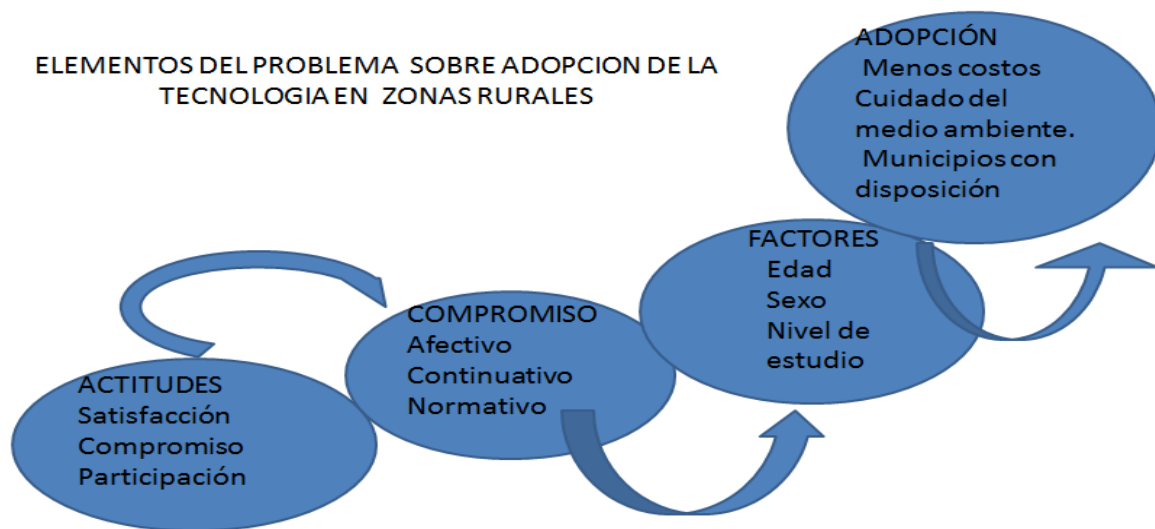 ELEMENTOS DEL PROBLEMA SOBRE ADOPCION DE LA
TECNOLOGIA EN ZONAS RURALES
ACTITUDES
Satisfacción
Compromiso
Participación
COMPROMISO
Afectivo
Continuativo
Normativo
FACTORES
Edad
Sexo
Nivel de
estudio
ADOPCIÓN
Menos costos
Cuidado del
medio ambiente.
Municipios con
disposición